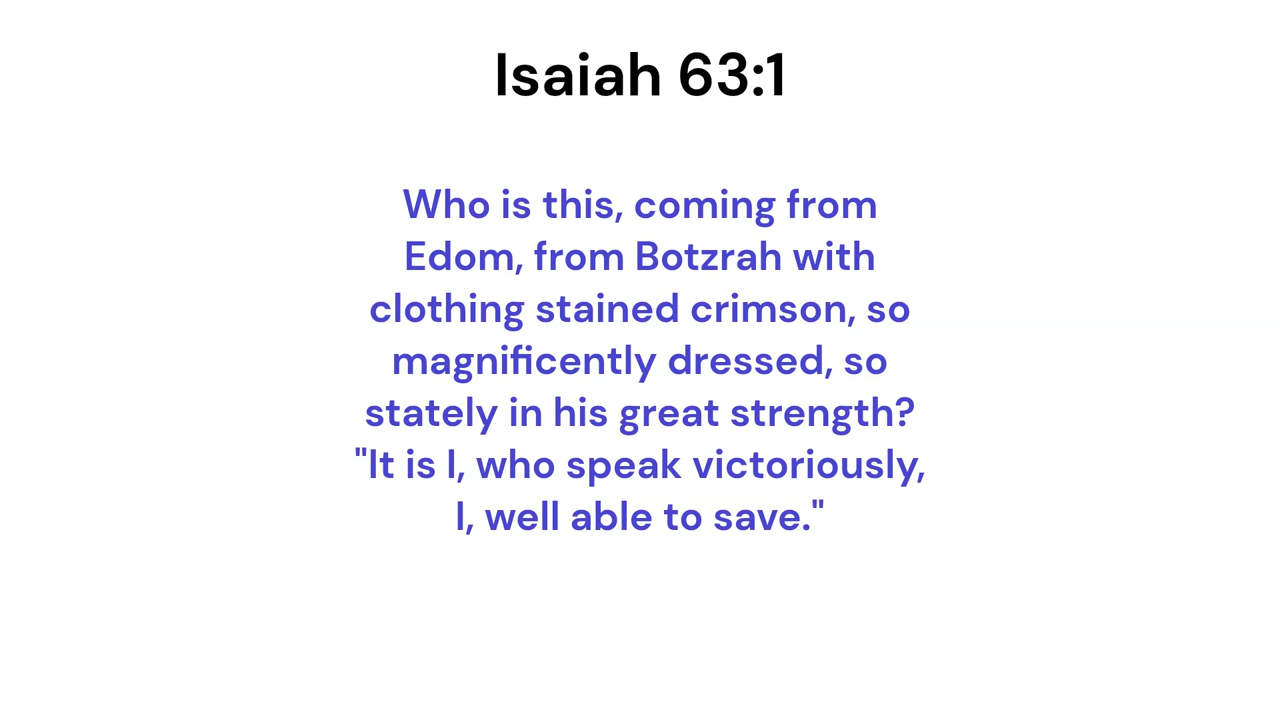 Isaiah 63:1
Who is this, coming from
Edom, from Botzrah with
clothing stained crimson, so
magnificently dressed, so
stately in his great strength?
"It is I, who speak victoriously,
I, well able to save."